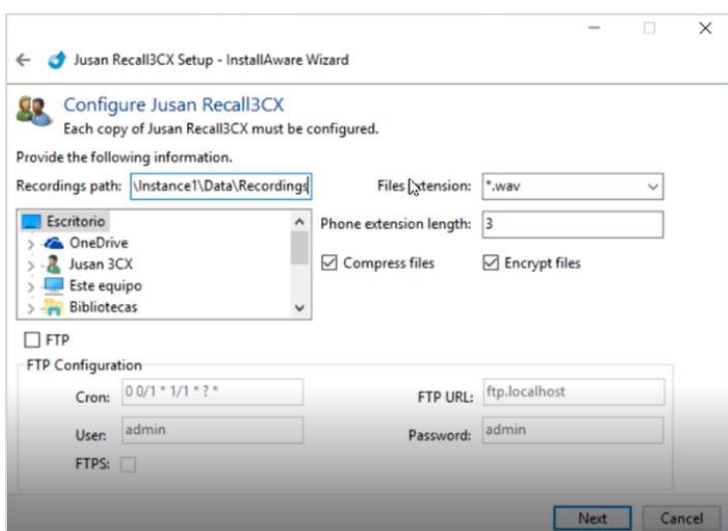 Jusan Recall3CX Setup - InstallAware Wizard
Configure Jusan Recall3CX
Each copy of Jusan Recall3CX must be configured.
Provide the following information.
Recordings path: \Instance1\Data\Recordings Files extension: *.wav
Escritorio
OneDrive
Jusan 3CX
Este equipo
Bibliotecas
Phone extension length: 3
Compress files Encrypt files
FTP
FTP Configuration
Cron: 0 0/1 * 1/1 * ? * FTP URL: ftp.localhost
User: admin Password: admin
FTPS:
Next Cancel